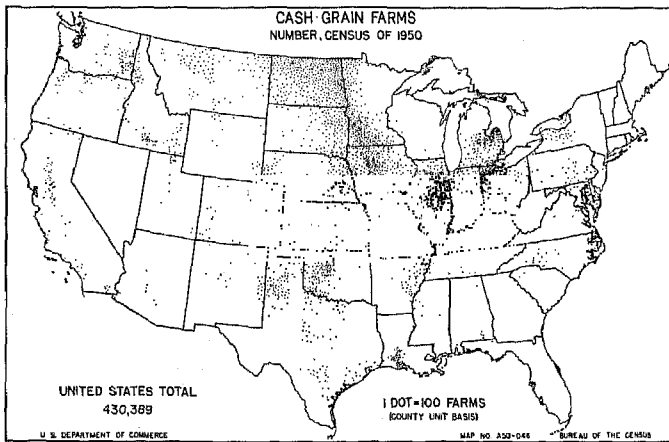 CASH GRAIN FARMS
NUMBER, CENSUS OF 1950
UNITED STATES TOTAL
430,389
1 DOT=100 FARMS
(COUNTY UNIT BASIS)
U. S. DEPARTMENT OF COMMERCE
MAP NO. A50-046
BUREAU OF THE CENSUS